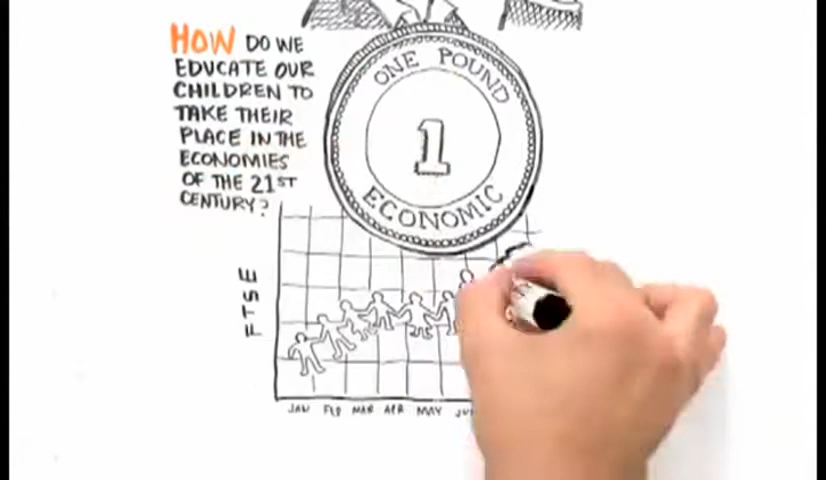 HOW DO WE
EDUCATE OUR
CHILDREN TO
TAKE THEIR
PLACE IN THE
ECONOMIES
OF THE 21ST
CENTURY?
ONE POUND
1
ECONOMIC
FTSE
JAN FEB MAR APR MAY